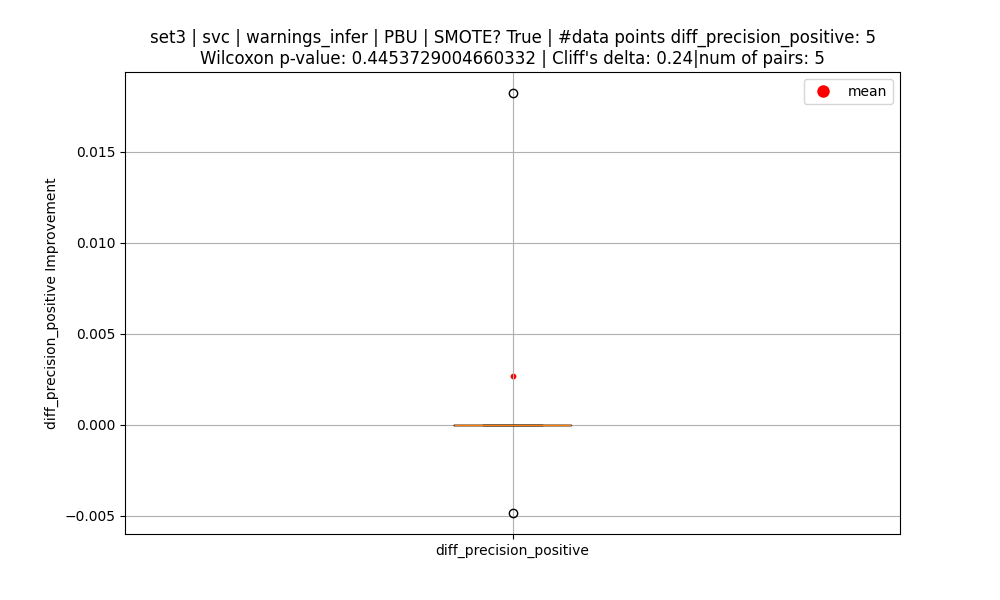 set3 | svc | warnings_infer | PBU | SMOTE? True | #data points diff_precision_positive: 5
Wilcoxon p-value: 0.4453729004660332 | Cliff's delta: 0.24|num of pairs: 5
mean
0.015
0.010
0.005
0.000
−0.005
diff_precision_positive Improvement
diff_precision_positive